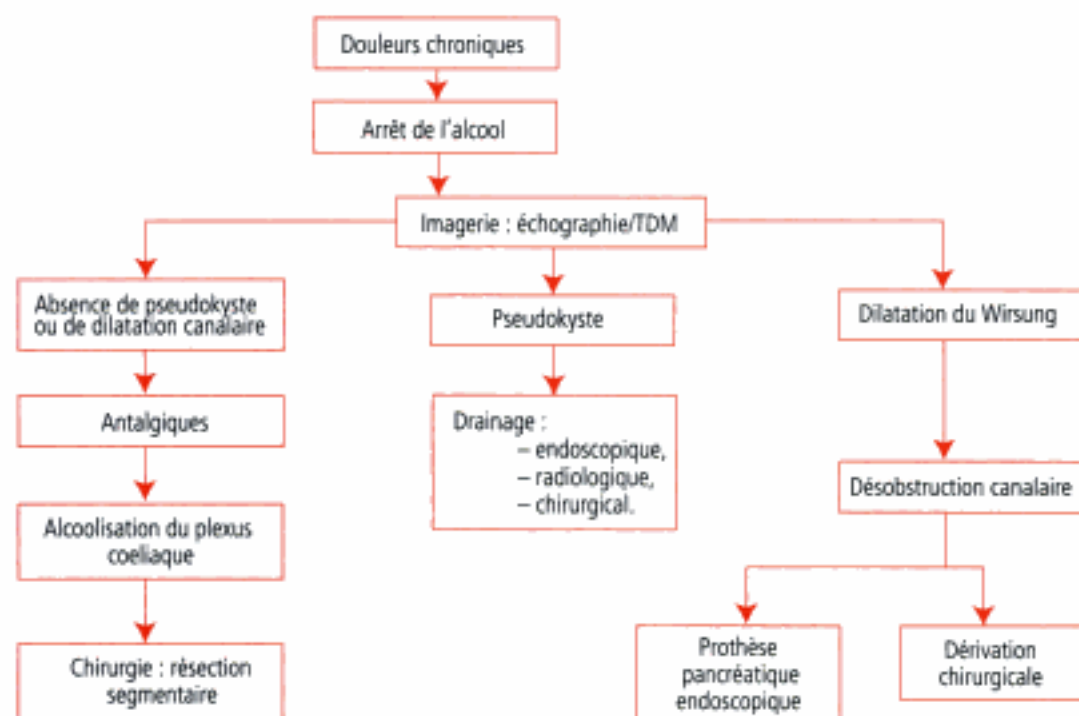 Douleurs chroniques
Arrêt de l'alcool
Imagerie : échographie/TDM
Absence de pseudokyste
ou de dilatation canalaire
Pseudokyste
Dilatation du Wirsung
Antalgiques
Drainage :
– endoscopique,
– radiologique,
– chirurgical.
Désobstruction canalaire
Alcoolisation du plexus
coeliaque
Chirurgie : résection
segmentaire
Prothèse
pancréatique
endoscopique
Dérivation
chirurgicale